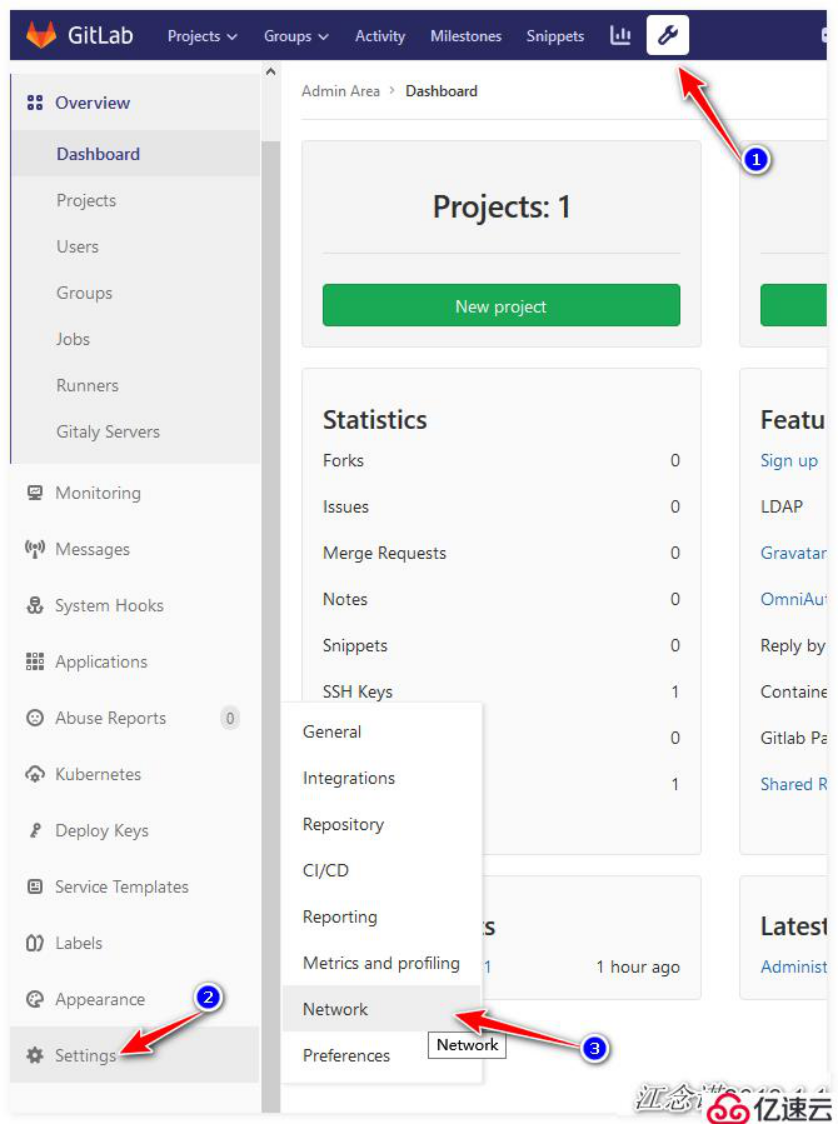 GitLab Projects Groups Activity Milestones Snippets
Admin Area > Dashboard
Overview
Dashboard
Projects
Users
Groups
Jobs
Runners
Gitaly Servers
Monitoring
Messages
System Hooks
Applications
Abuse Reports 0
Kubernetes
Deploy Keys
Service Templates
Labels
Appearance
Settings
1
2
3
Projects: 1
New project
Statistics
Forks 0
Issues 0
Merge Requests 0
Notes 0
Snippets 0
SSH Keys 1
0
1
Featu
Sign up
LDAP
Gravatar
OmniAut
Reply by
Containe
Gitlab Pa
Shared R
General
Integrations
Repository
CI/CD
Reporting
Metrics and profiling
Network
Preferences
Network
s
1 1 hour ago
Latest
Administ
江念
亿速云